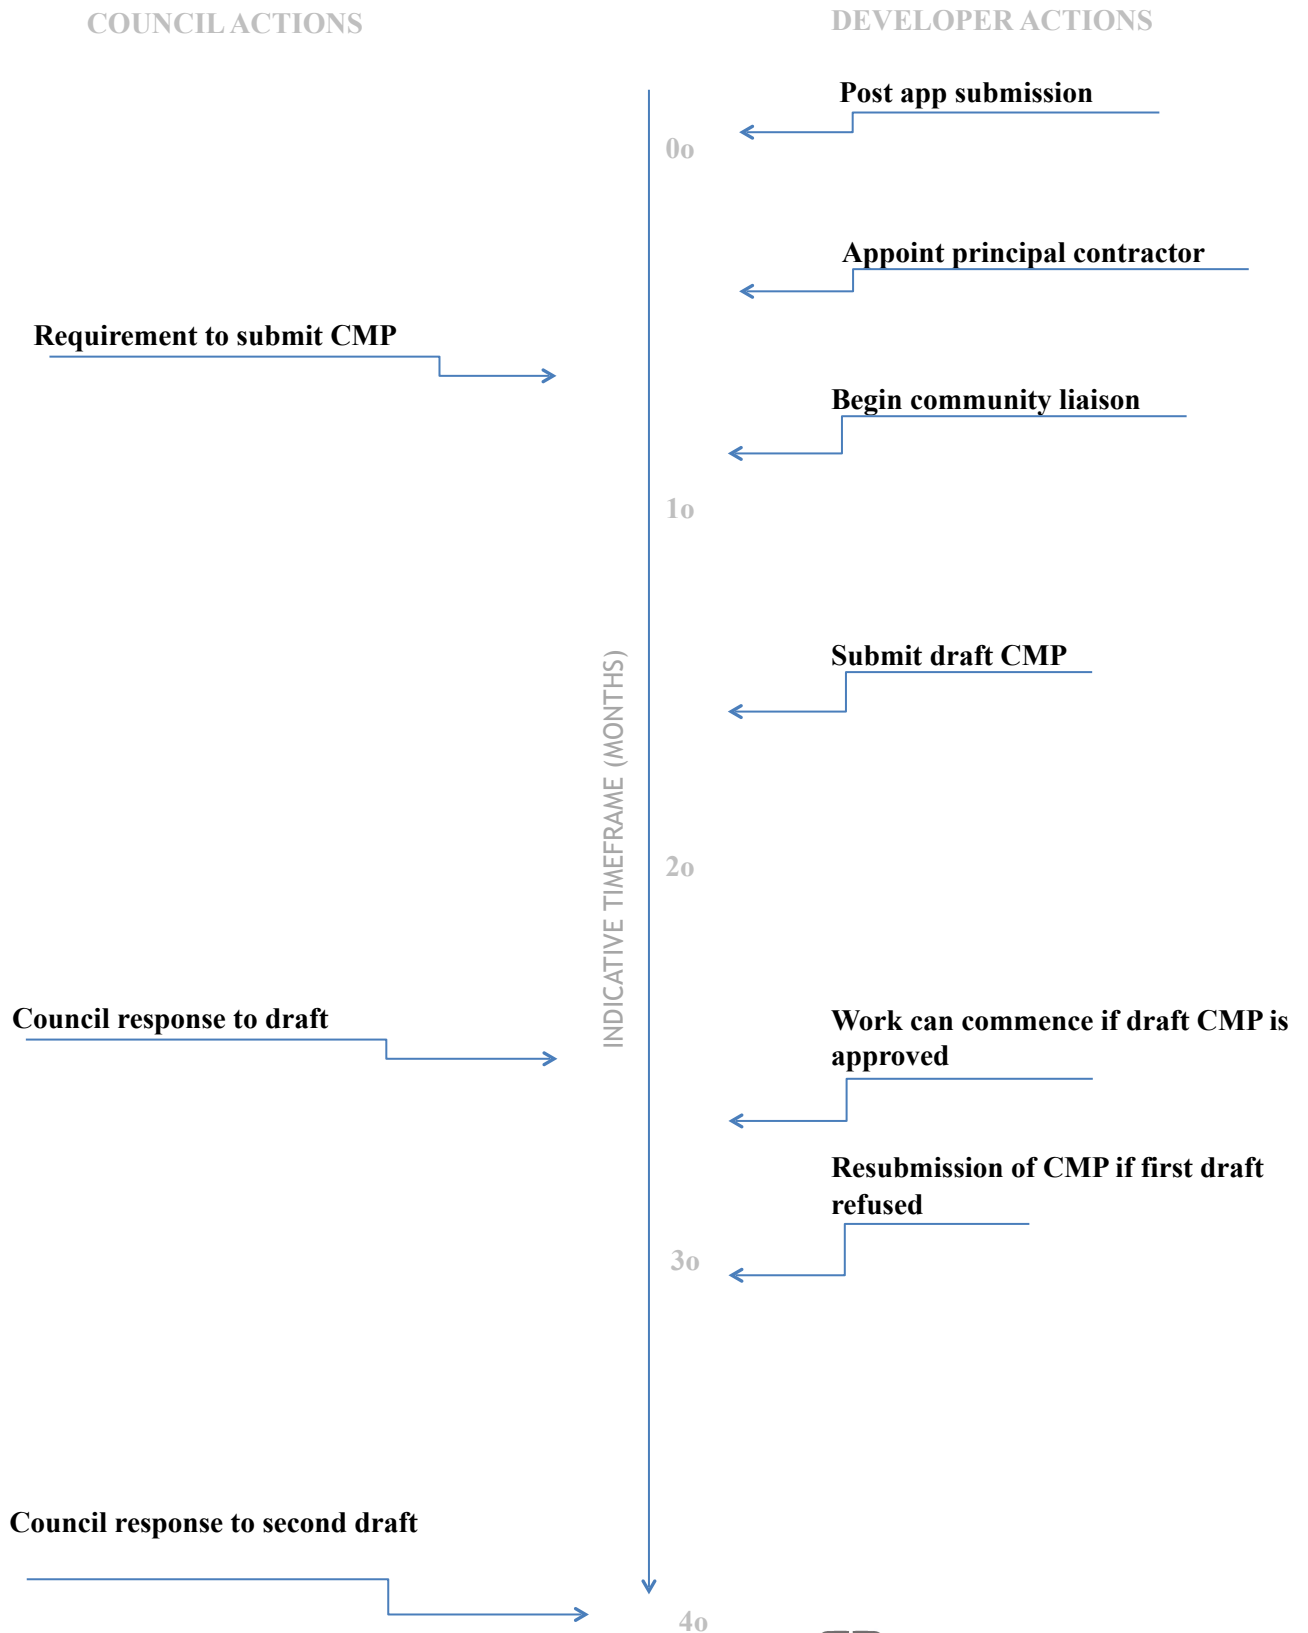 COUNCIL ACTIONS
DEVELOPER ACTIONS
Post app submission
0o
Appoint principal contractor
Requirement to submit CMP
Begin community liaison
1o
Submit draft CMP
INDICATIVE TIMEFRAME (MONTHS)
2o
Council response to draft
Work can commence if draft CMP is
approved
Resubmission of CMP if first draft
refused
3o
Council response to second draft
4o